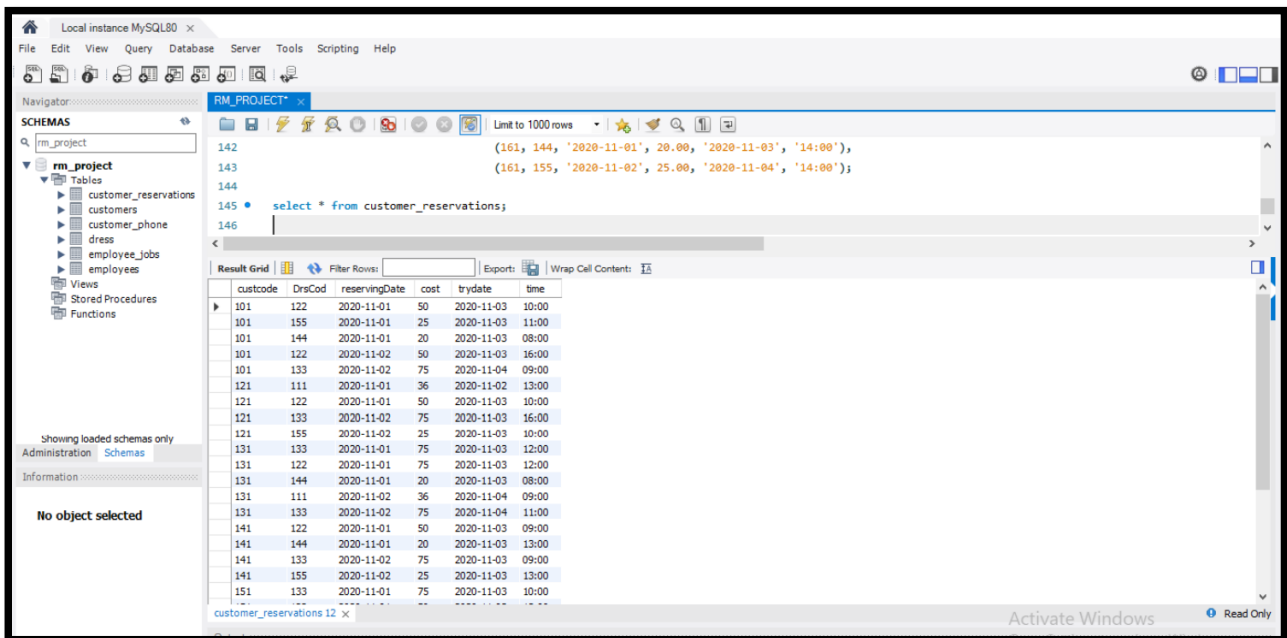 Local instance MySQL80 ×
File Edit View Query Database Server Tools Scripting Help
Navigator
SCHEMAS
rm_project
rm_project
Tables
customer_reservations
customers
customer_phone
dress
employee_jobs
employees
Views
Stored Procedures
Functions
Showing loaded schemas only
Administration Schemas
Information
No object selected
RM_PROJECT* ×
Limit to 1000 rows
142 (161, 144, '2020-11-01', 20.00, '2020-11-03', '14:00'),
143 (161, 155, '2020-11-02', 25.00, '2020-11-04', '14:00');
144
145 select * from customer_reservations;
146
Result Grid Filter Rows: Export: Wrap Cell Content:
custcode DrsCod reservingDate cost trydate time
101 122 2020-11-01 50 2020-11-03 10:00
101 155 2020-11-01 25 2020-11-03 11:00
101 144 2020-11-01 20 2020-11-03 08:00
101 122 2020-11-02 50 2020-11-03 16:00
101 133 2020-11-02 75 2020-11-04 09:00
121 111 2020-11-01 36 2020-11-02 13:00
121 122 2020-11-01 50 2020-11-03 10:00
121 133 2020-11-02 75 2020-11-03 16:00
121 155 2020-11-02 25 2020-11-03 10:00
131 133 2020-11-01 75 2020-11-03 12:00
131 122 2020-11-01 75 2020-11-03 12:00
131 144 2020-11-01 20 2020-11-03 08:00
131 111 2020-11-02 36 2020-11-04 09:00
131 133 2020-11-02 75 2020-11-04 11:00
141 122 2020-11-01 50 2020-11-03 09:00
141 144 2020-11-01 20 2020-11-03 13:00
141 133 2020-11-02 75 2020-11-03 09:00
141 155 2020-11-02 25 2020-11-03 13:00
151 133 2020-11-01 75 2020-11-03 10:00
customer_reservations 12 ×
Activate Windows
Read Only